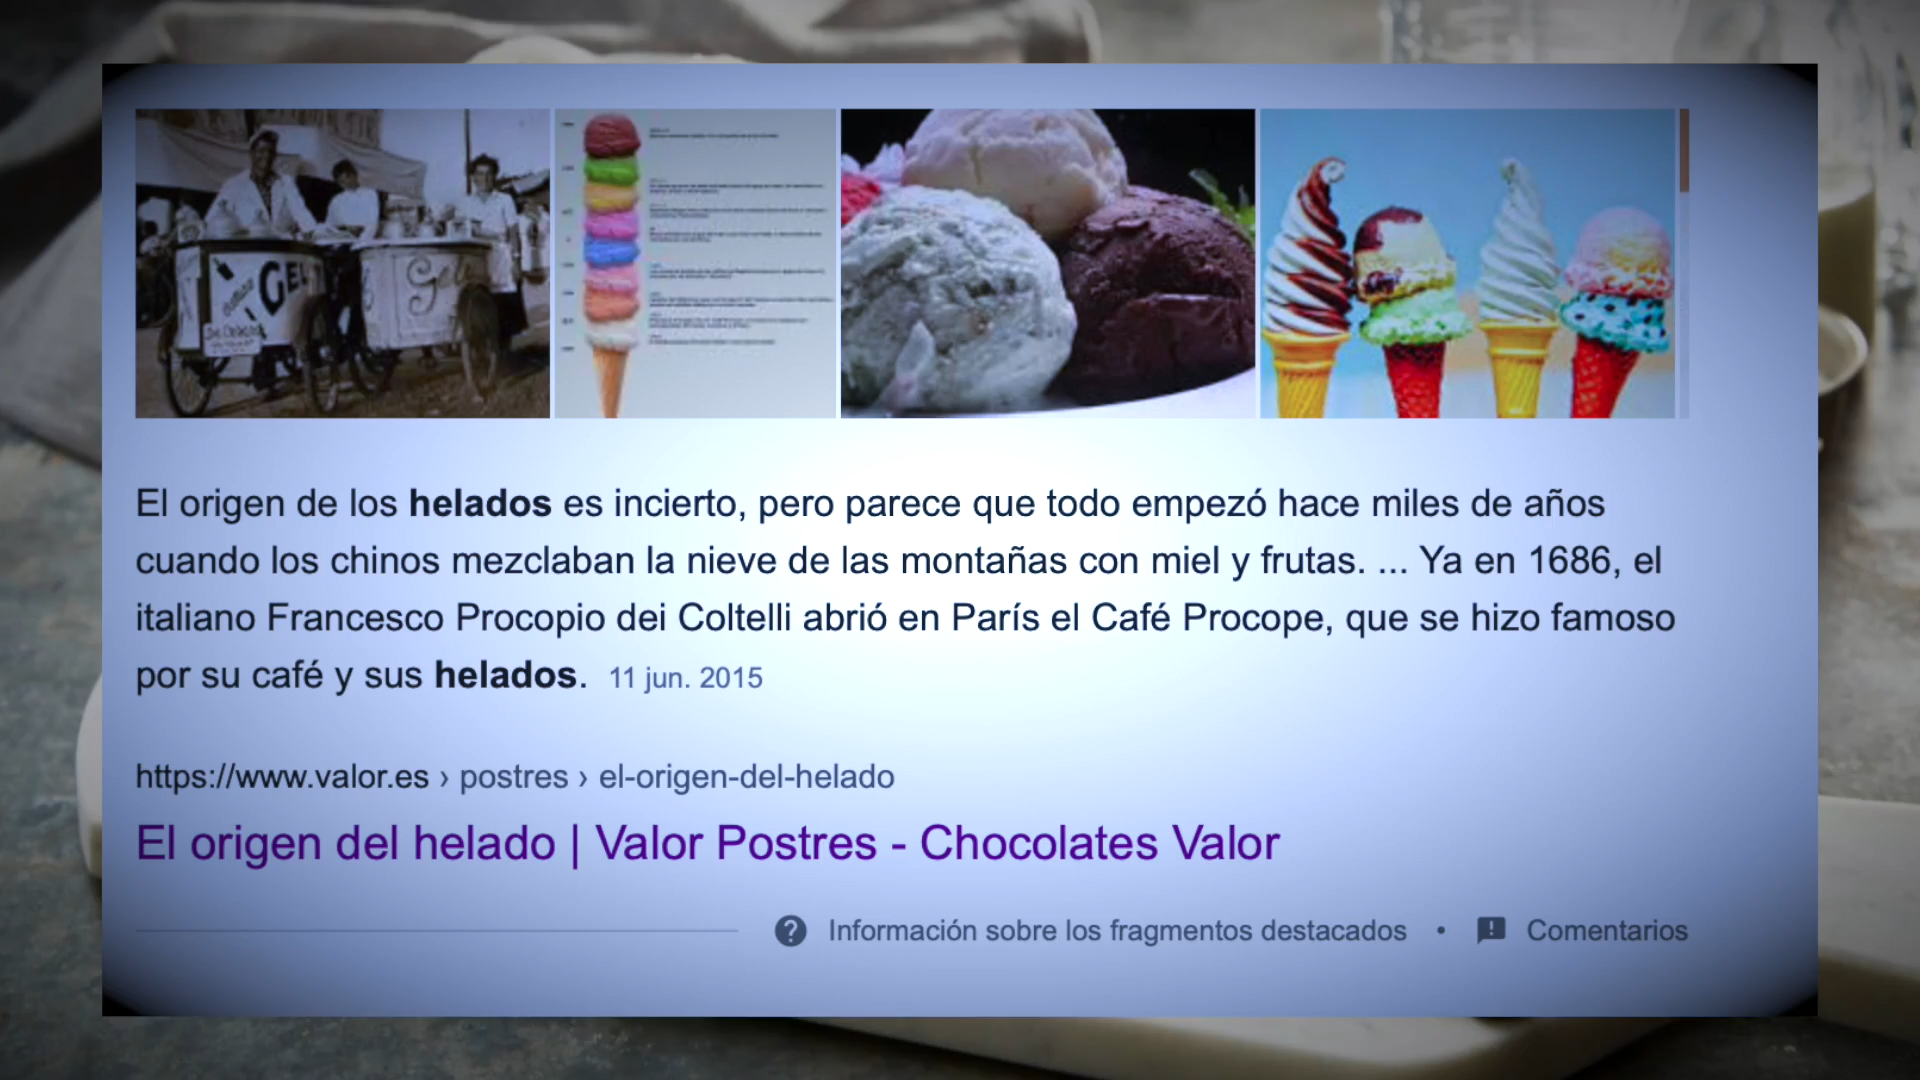 GEL
Gela
El origen de los helados es incierto, pero parece que todo empezó hace miles de años
cuando los chinos mezclaban la nieve de las montañas con miel y frutas. ... Ya en 1686, el
italiano Francesco Procopio dei Coltelli abrió en París el Café Procope, que se hizo famoso
por su café y sus helados. 11 jun. 2015
https://www.valor.es › postres › el-origen-del-helado
El origen del helado | Valor Postres - Chocolates Valor
Información sobre los fragmentos destacados • Comentarios